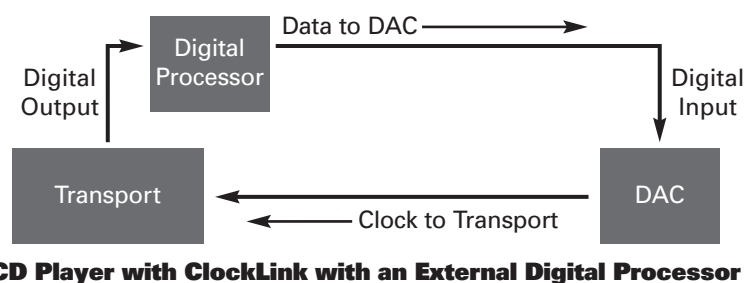 Data to DAC
Digital
Processor
Digital
Output
Digital
Input
Transport
DAC
Clock to Transport
CD Player with ClockLink with an External Digital Processor